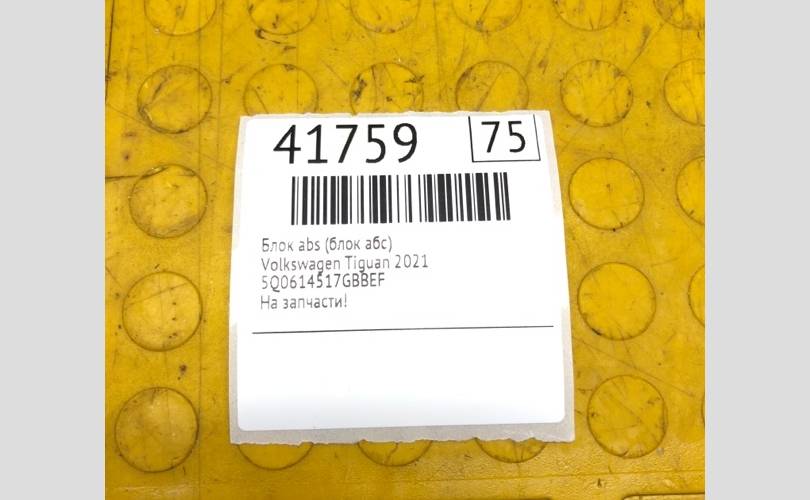 41759 75
Блок abs (блок абс)
Volkswagen Tiguan 2021
5Q0614517GBBEF
На запчасти!